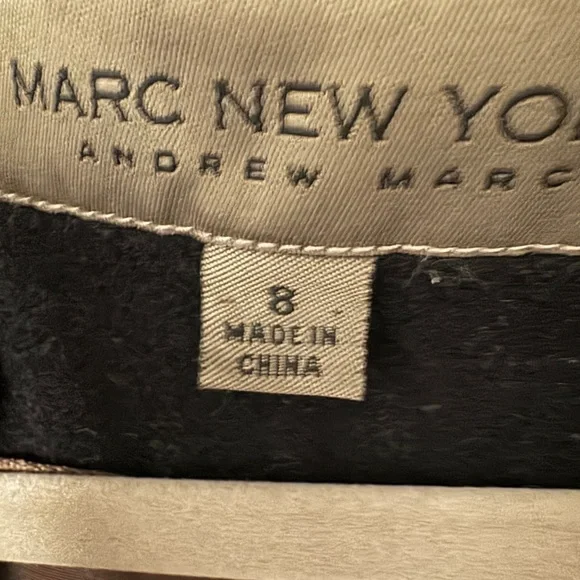 MARC NEW YO
ANDREW MARC
8
MADE IN
CHINA